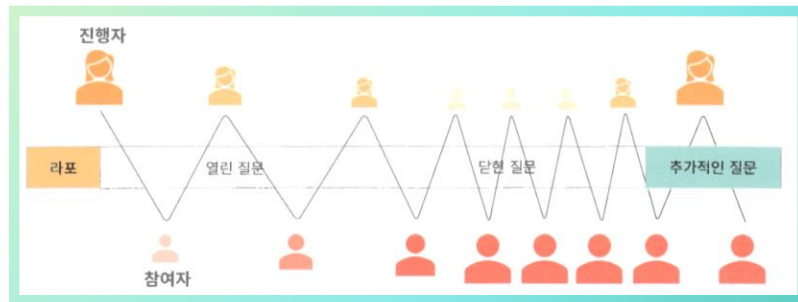 진행자
라포
열린 질문
닫현 질문
추가적인 질문
참여자